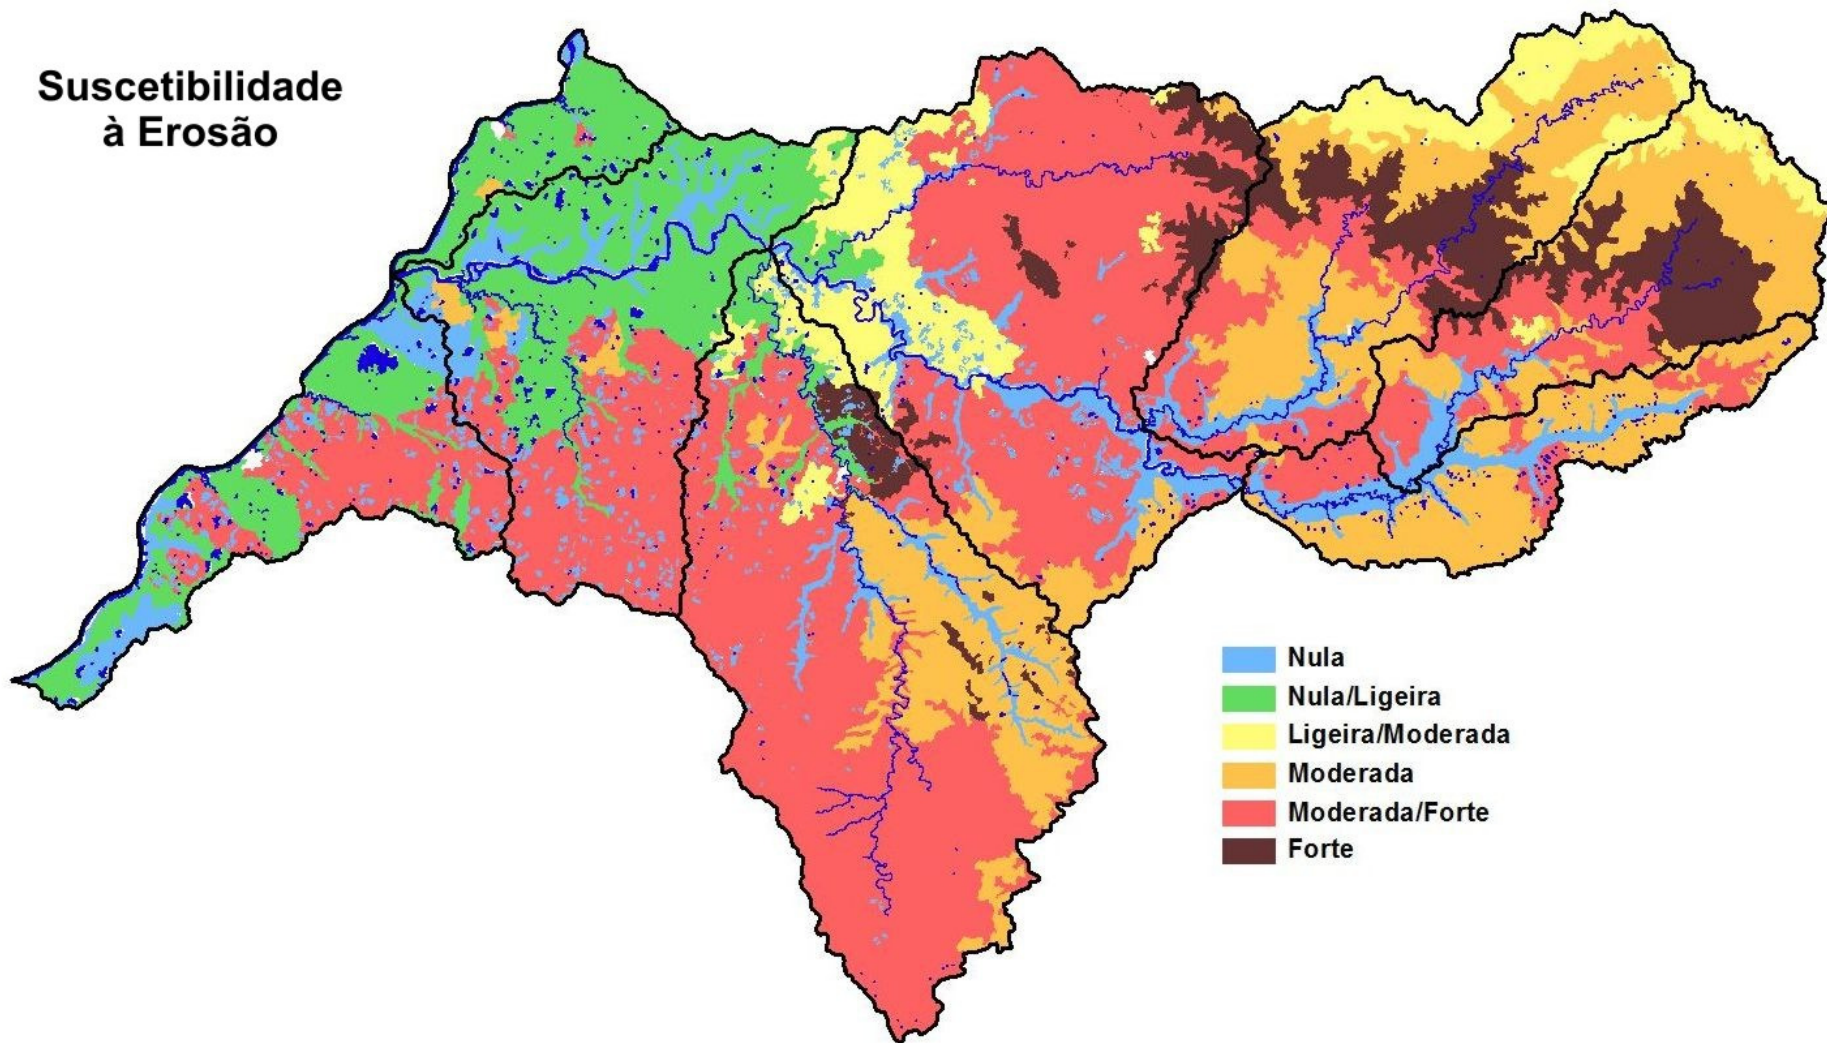 Suscetibilidade
à Erosão
Nula
Nula/Ligeira
Ligeira/Moderada
Moderada
Moderada/Forte
Forte